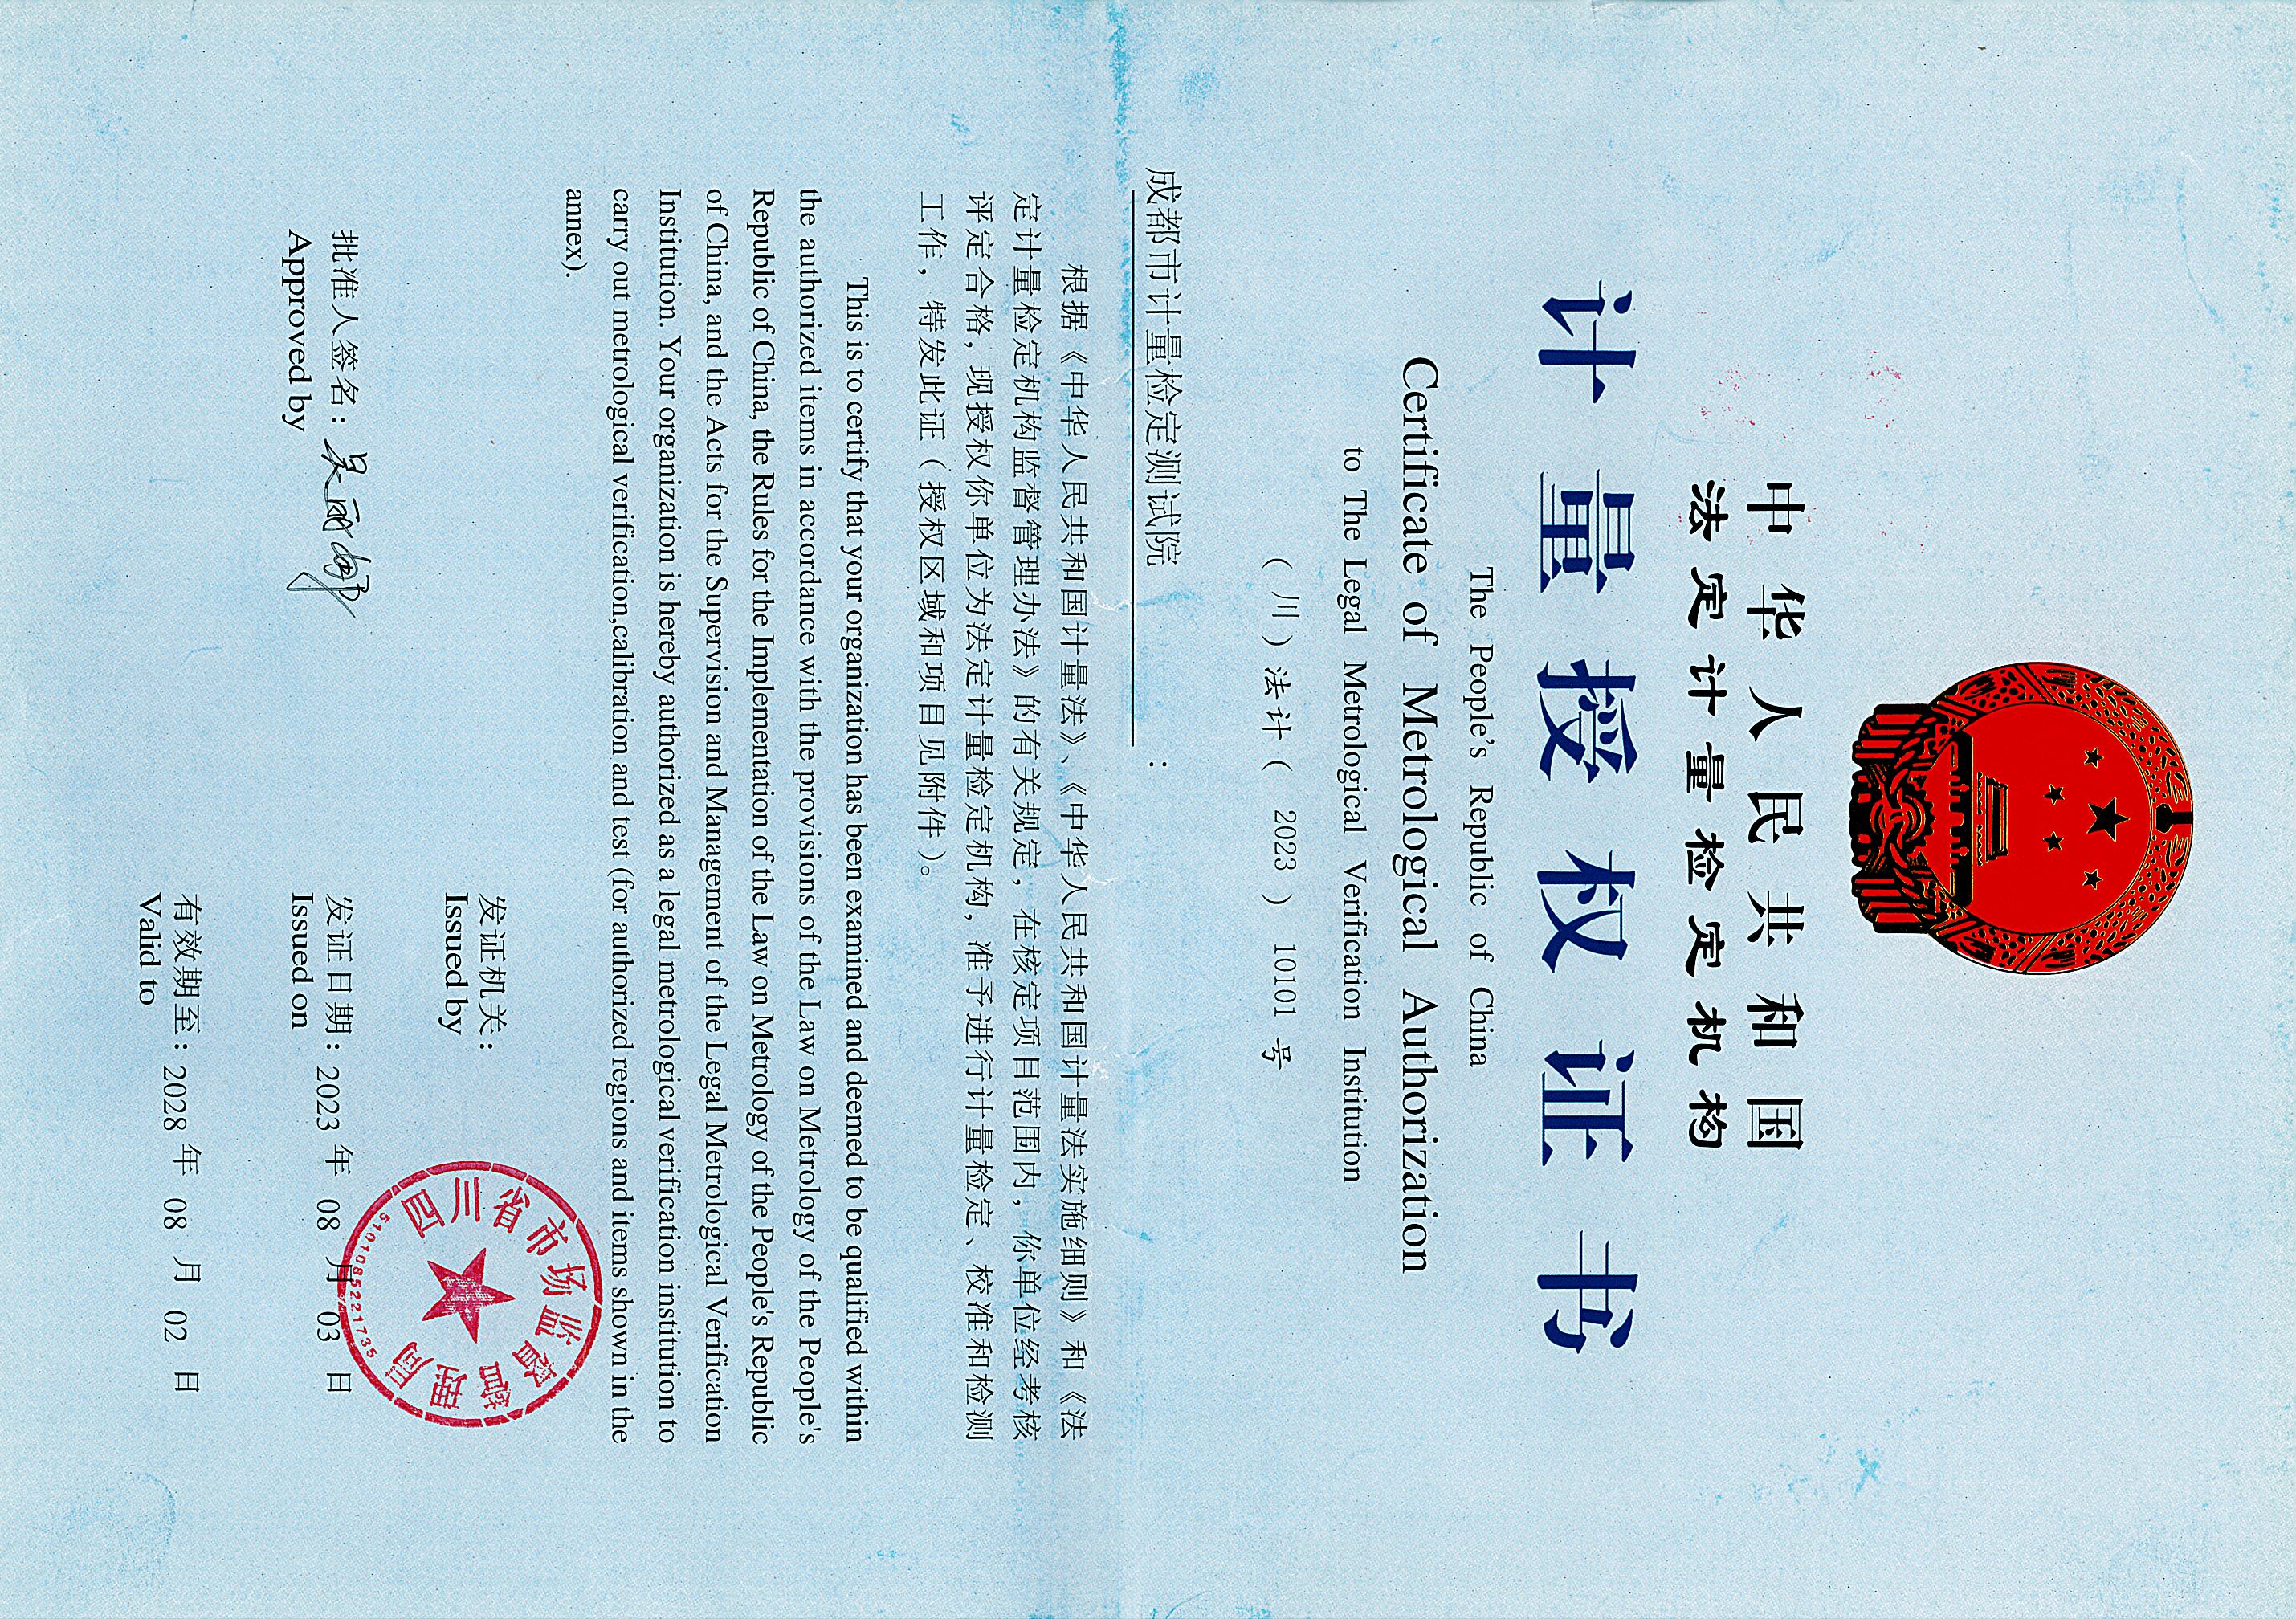 中华人民共和国
法定计量检定机构
计量授权证书
The People's Republic of China
Certificate of Metrological Authorization
to The Legal Metrological Verification Institution
（川）法计（ 2023 ） 10101 号
成都市计量检定测试院 ：
根据《中华人民共和国计量法》、《中华人民共和国计量法实施细则》和《法
定计量检定机构监督管理办法》的有关规定，在核定项目范围内，你单位经考核
评定合格，现授权你单位为法定计量检定机构，准予进行计量检定、校准和检测
工作，特发此证（授权区域和项目见附件）。
This is to certify that your organization has been examined and deemed to be qualified within
the authorized items in accordance with the provisions of the Law on Metrology of the People's
Republic of China, the Rules for the Implementation of the Law on Metrology of the People's Republic
of China, and the Acts for the Supervision and Management of the Legal Metrological Verification
Institution. Your organization is hereby authorized as a legal metrological verification institution to
carry out metrological verification,calibration and test (for authorized regions and items shown in the
annex).
发证机关：
Issued by
四川省市场监督管理局
5101085221735
批准人签名：
Approved by
发证日期：2023 年 08 月 03 日
Issued on
有效期至：2028 年 08 月 02 日
Valid to